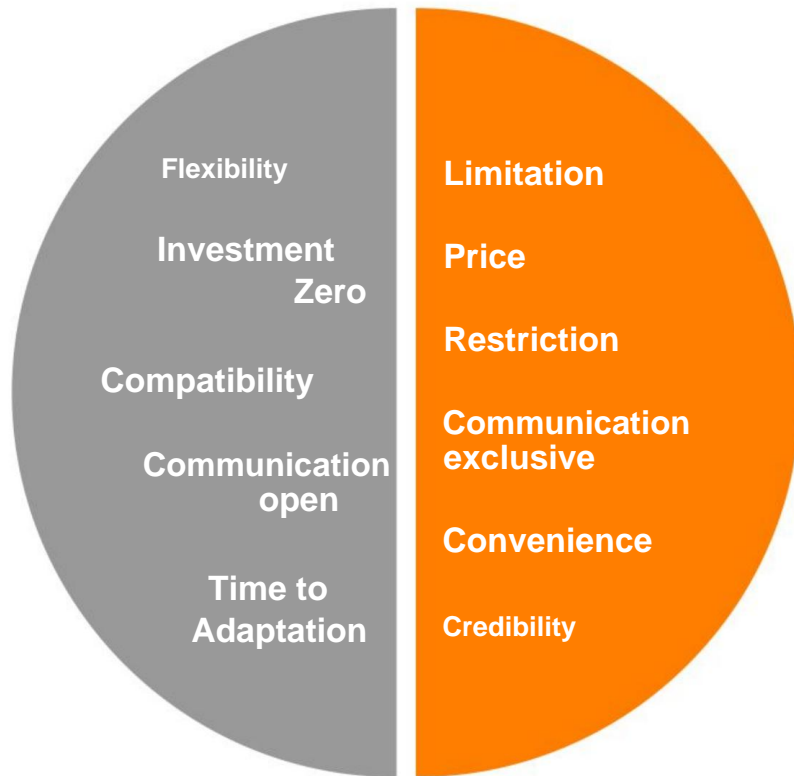 Flexibility
Investment
Zero
Compatibility
Communication
open
Time to
Adaptation
Limitation
Price
Restriction
Communication
exclusive
Convenience
Credibility